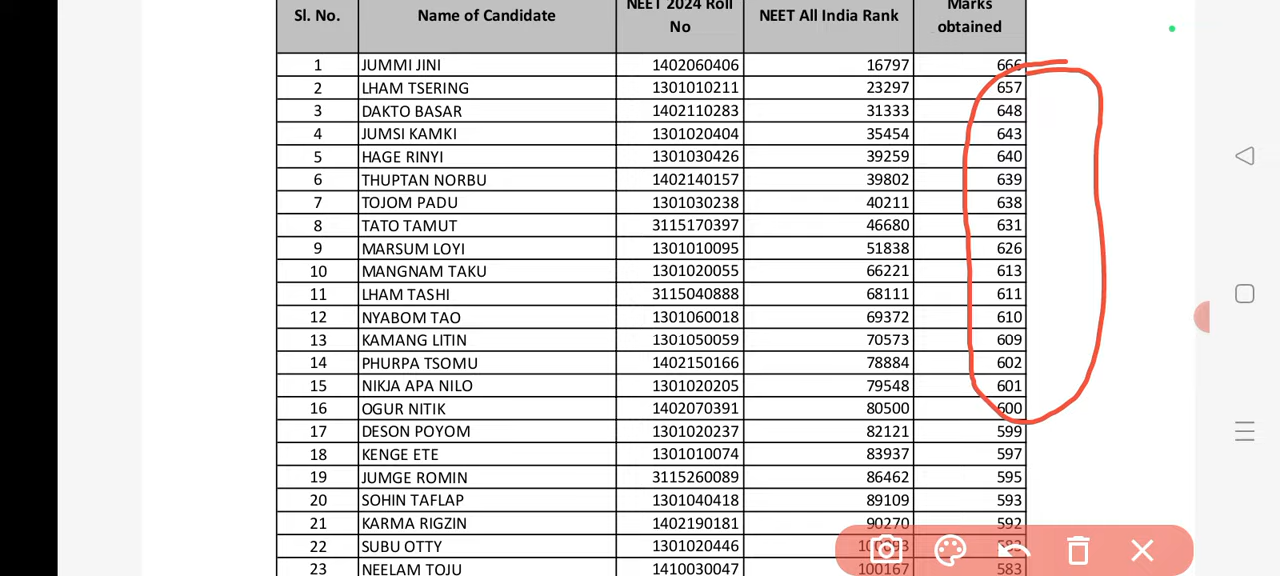 Sl. No. Name of Candidate NEET 2024 Roll No NEET All India Rank Marks obtained
1 JUMMI JINI 1402060406 16797 666
2 LHAM TSERING 1301010211 23297 657
3 DAKTO BASAR 1402110283 31333 648
4 JUMSI KAMKI 1301020404 35454 643
5 HAGE RINYI 1301030426 39259 640
6 THUPTAN NORBU 1402140157 39802 639
7 TOJOM PADU 1301030238 40211 638
8 TATO TAMUT 3115170397 46680 631
9 MARSUM LOYI 1301010095 51838 626
10 MANGNAM TAKU 1301020055 66221 613
11 LHAM TASHI 3115040888 68111 611
12 NYABOM TAO 1301060018 69372 610
13 KAMANG LITIN 1301050059 70573 609
14 PHURPA TSOMU 1402150166 78884 602
15 NIKJA APA NILO 1301020205 79548 601
16 OGUR NITIK 1402070391 80500 600
17 DESON POYOM 1301020237 82121 599
18 KENGE ETE 1301010074 83937 597
19 JUMGE ROMIN 3115260089 86462 595
20 SOHIN TAFLAP 1301040418 89109 593
21 KARMA RIGZIN 1402190181 90270 592
22 SUBU OTTY 1301020446
23 NEELAM TOJU 1410030047 100167 583